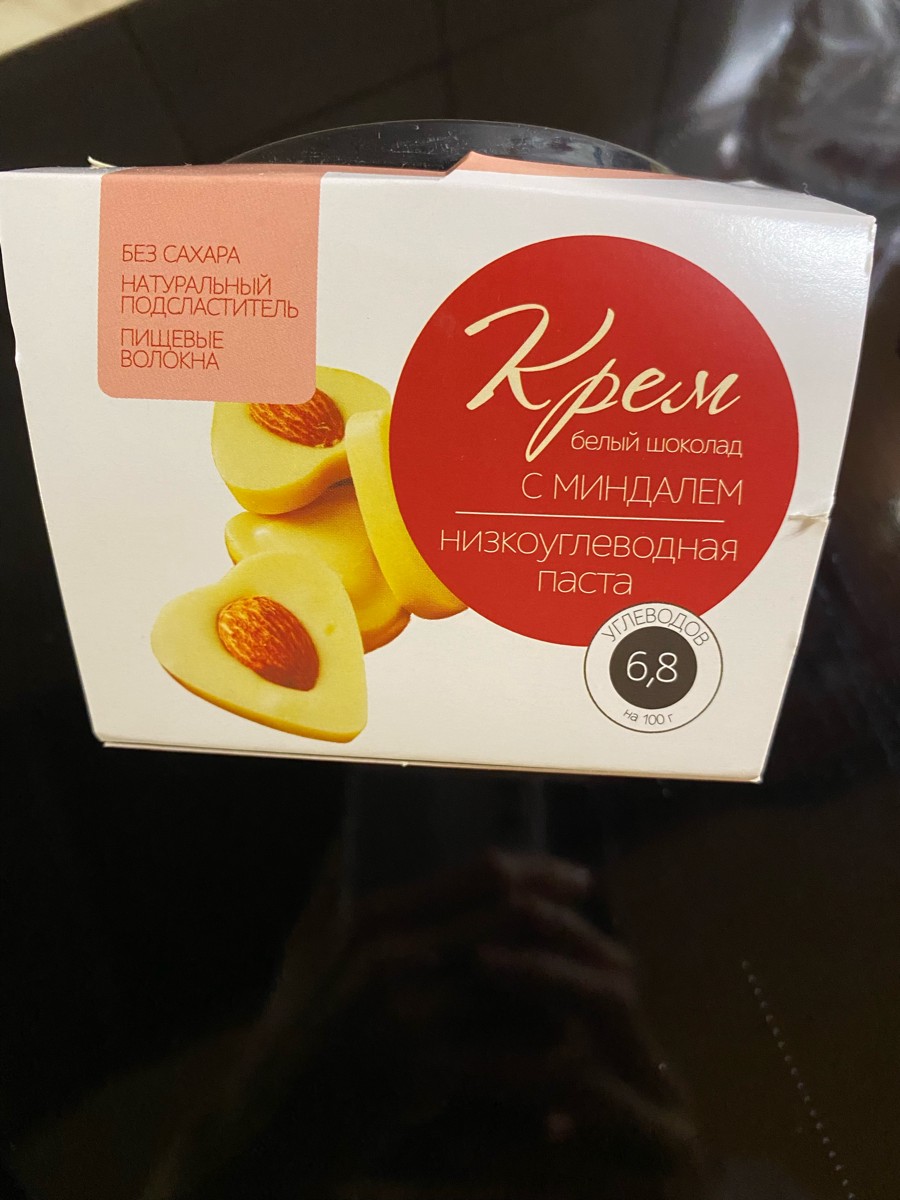 БЕЗ САХАРА
НАТУРАЛЬНЫЙ
ПОДСЛАСТИТЕЛЬ
ПИЩЕВЫЕ
ВОЛОКНА
Крем
белый шоколад
С МИНДАЛЕМ
низкоуглеводная
паста
УГЛЕВОДОВ
6,8
на 100 г